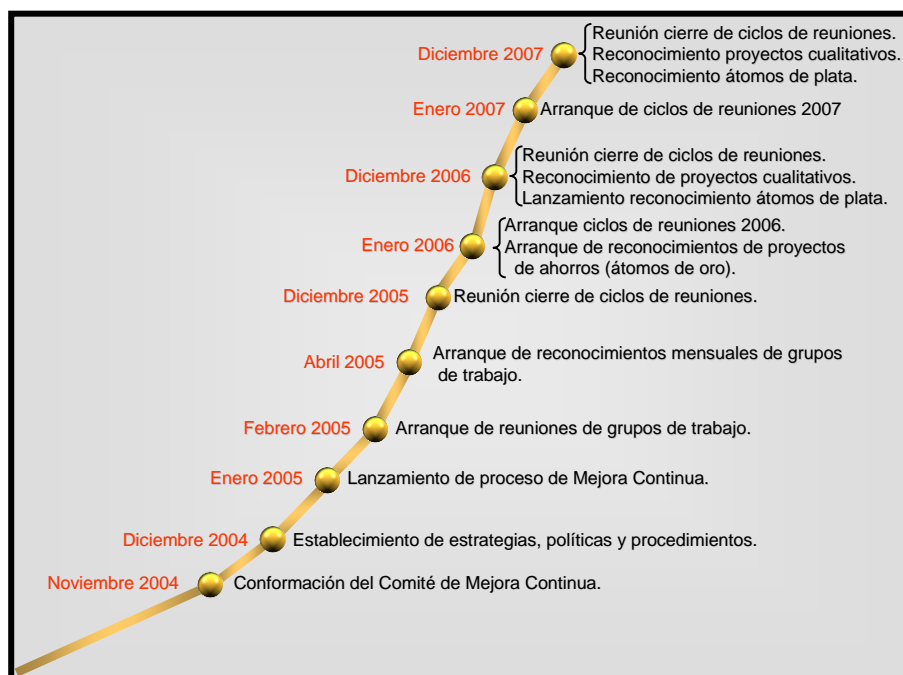 Reunión cierre de ciclos de reuniones.
Diciembre 2007 Reconocimiento proyectos cualitativos.
Reconocimiento átomos de plata.
Enero 2007 Arranque de ciclos de reuniones 2007
Reunión cierre de ciclos de reuniones.
Diciembre 2006 Reconocimiento de proyectos cualitativos.
Lanzamiento reconocimiento átomos de plata.
Arranque ciclos de reuniones 2006.
Enero 2006 Arranque de reconocimientos de proyectos
de ahorros (átomos de oro).
Diciembre 2005 Reunión cierre de ciclos de reuniones.
Abril 2005 Arranque de reconocimientos mensuales de grupos
de trabajo.
Febrero 2005 Arranque de reuniones de grupos de trabajo.
Enero 2005 Lanzamiento de proceso de Mejora Continua.
Diciembre 2004 Establecimiento de estrategias, políticas y procedimientos.
Noviembre 2004 Conformación del Comité de Mejora Continua.